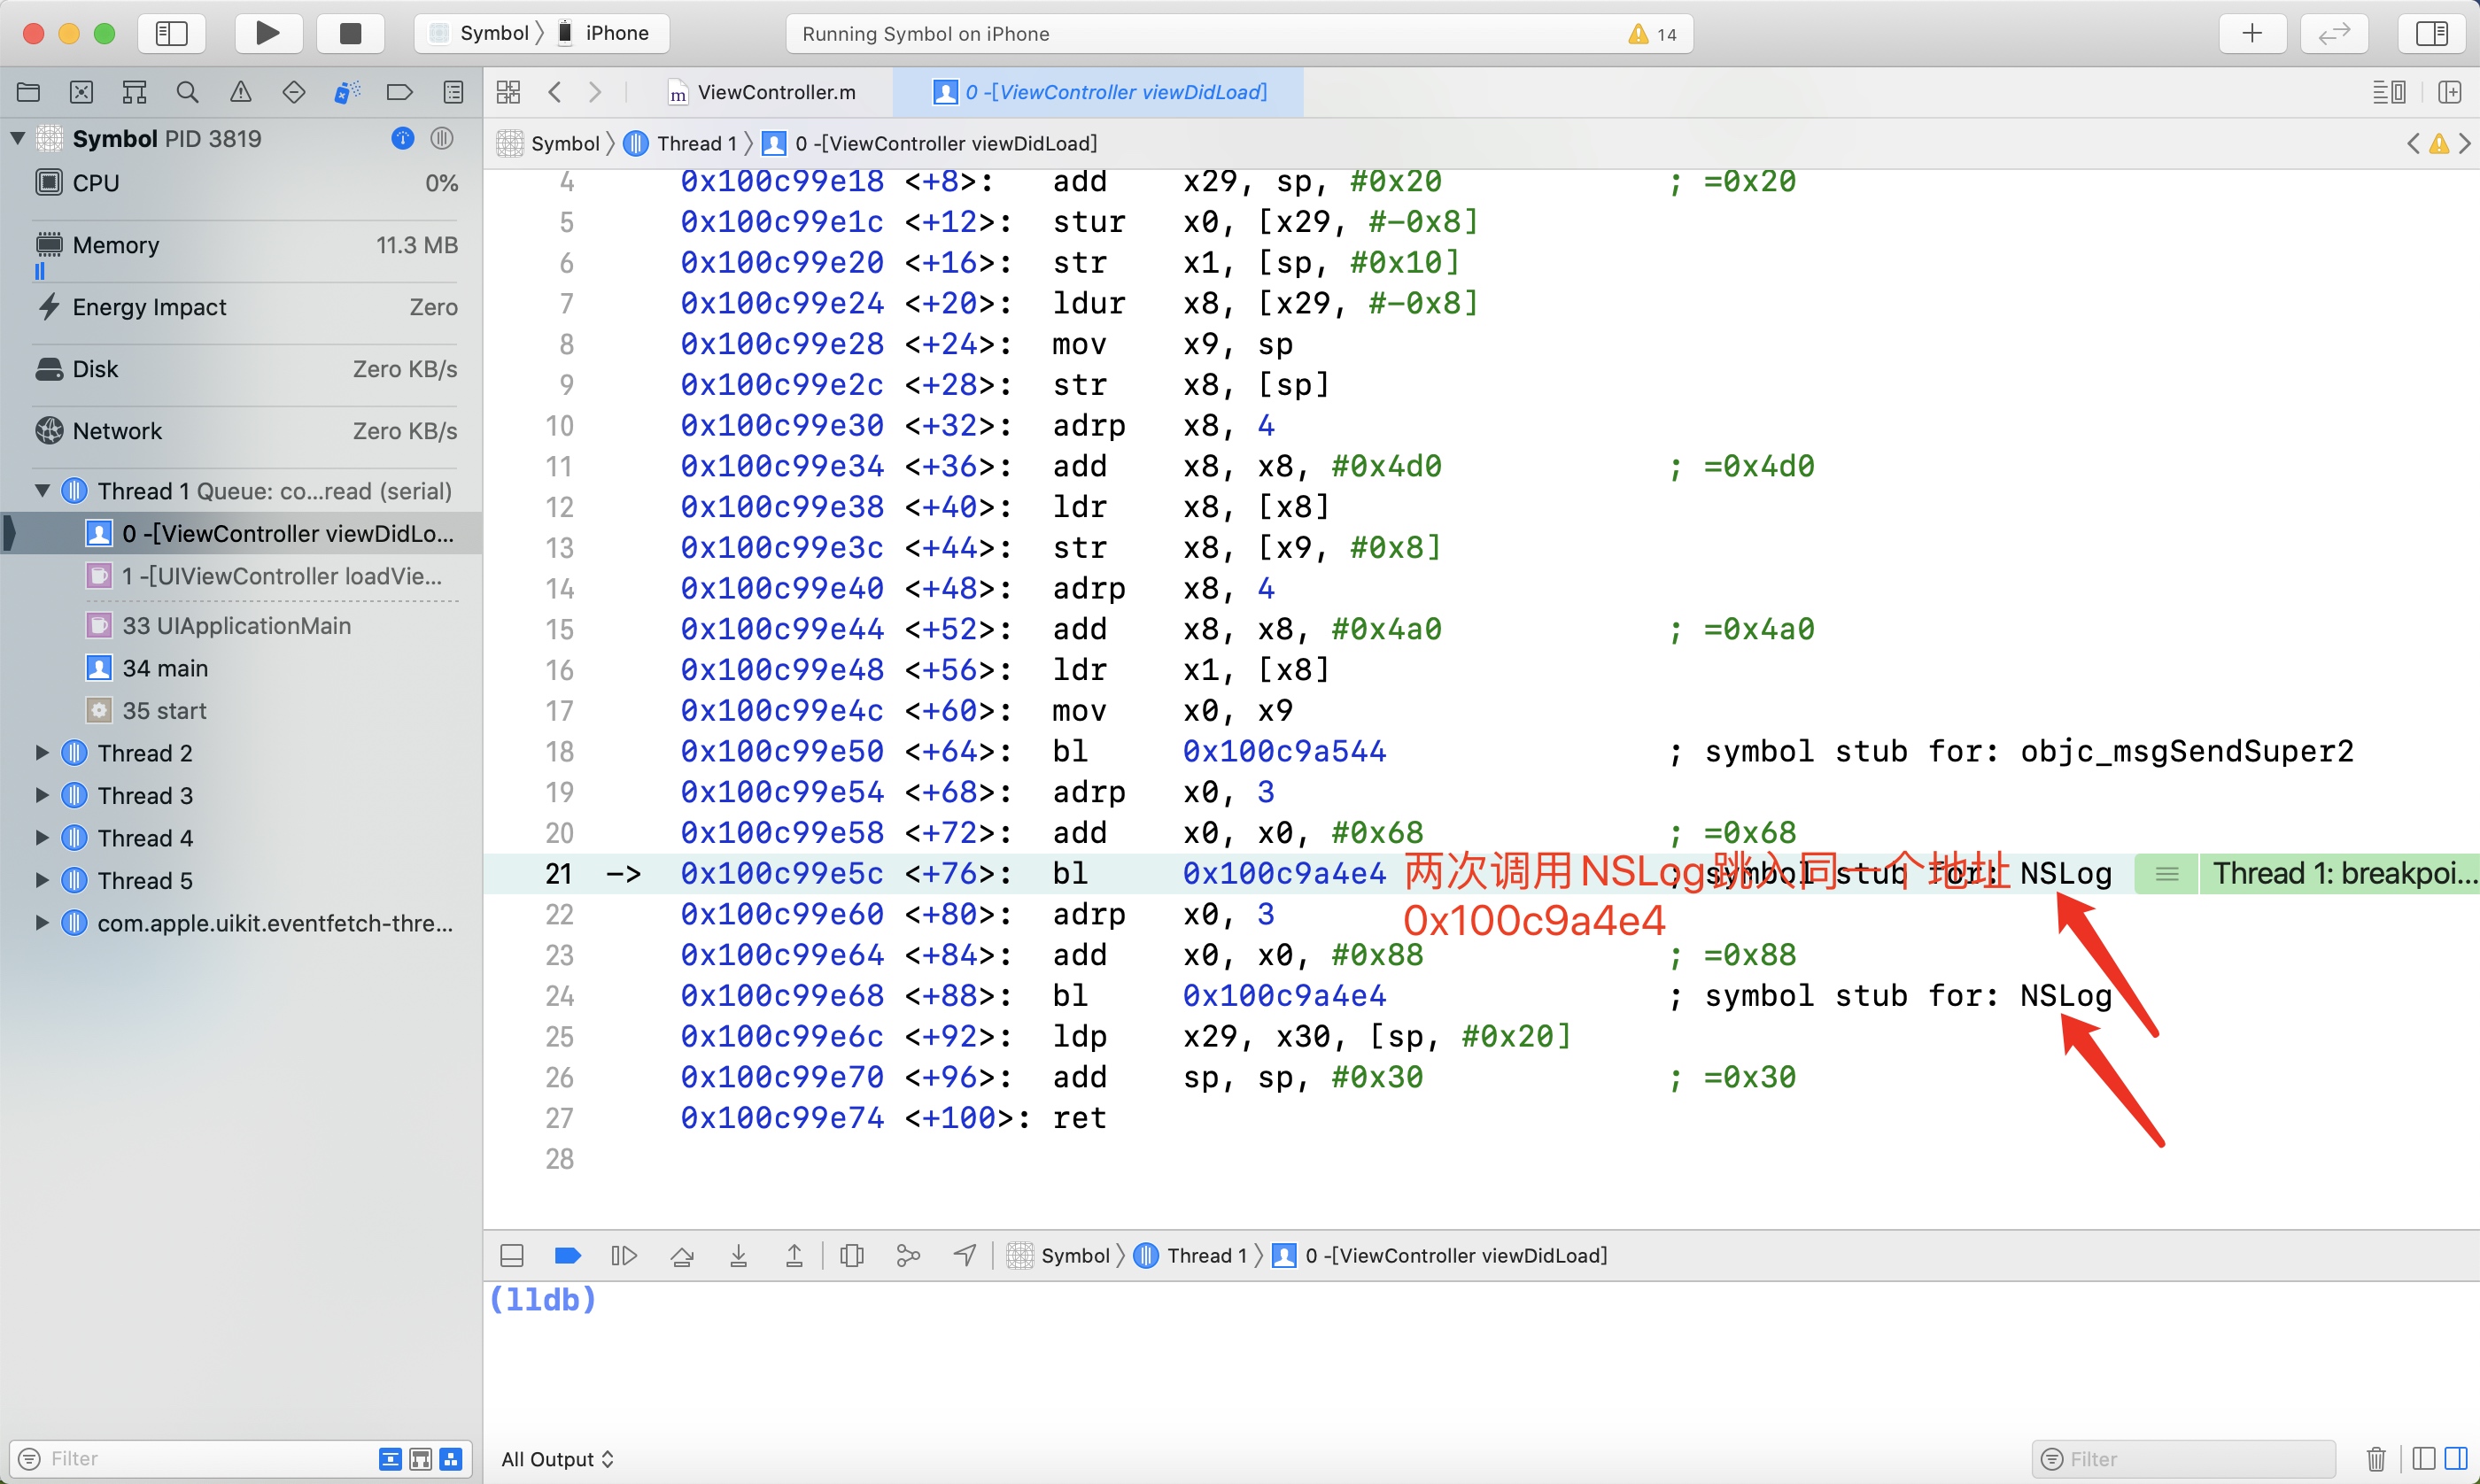 Symbol 〉 iPhone
Running Symbol on iPhone
14
ViewController.m
0 -[ViewController viewDidLoad]
Symbol 〉 Thread 1 〉 0 -[ViewController viewDidLoad]
Symbol PID 3819
CPU 0%
Memory 11.3 MB
Energy Impact Zero
Disk Zero KB/s
Network Zero KB/s
Thread 1 Queue: co...read (serial)
0 -[ViewController viewDidLo...
1 -[UIViewController loadVie...
33 UIApplicationMain
34 main
35 start
Thread 2
Thread 3
Thread 4
Thread 5
com.apple.uikit.eventfetch-thre...
Filter
4 0x100c99e18 <+8>: add x29, sp, #0x20 ; =0x20
5 0x100c99e1c <+12>: stur x0, [x29, #-0x8]
6 0x100c99e20 <+16>: str x1, [sp, #0x10]
7 0x100c99e24 <+20>: ldur x8, [x29, #-0x8]
8 0x100c99e28 <+24>: mov x9, sp
9 0x100c99e2c <+28>: str x8, [sp]
10 0x100c99e30 <+32>: adrp x8, 4
11 0x100c99e34 <+36>: add x8, x8, #0x4d0 ; =0x4d0
12 0x100c99e38 <+40>: ldr x8, [x8]
13 0x100c99e3c <+44>: str x8, [x9, #0x8]
14 0x100c99e40 <+48>: adrp x8, 4
15 0x100c99e44 <+52>: add x8, x8, #0x4a0 ; =0x4a0
16 0x100c99e48 <+56>: ldr x1, [x8]
17 0x100c99e4c <+60>: mov x0, x9
18 0x100c99e50 <+64>: bl 0x100c9a544 ; symbol stub for: objc_msgSendSuper2
19 0x100c99e54 <+68>: adrp x0, 3
20 0x100c99e58 <+72>: add x0, x0, #0x68 ; =0x68
21 -> 0x100c99e5c <+76>: bl 0x100c9a4e4 ; symbol stub for: NSLog Thread 1: breakpoi...
两次调用NSLog跳入同一个地址
0x100c9a4e4
22 0x100c99e60 <+80>: adrp x0, 3
23 0x100c99e64 <+84>: add x0, x0, #0x88 ; =0x88
24 0x100c99e68 <+88>: bl 0x100c9a4e4 ; symbol stub for: NSLog
25 0x100c99e6c <+92>: ldp x29, x30, [sp, #0x20]
26 0x100c99e70 <+96>: add sp, sp, #0x30 ; =0x30
27 0x100c99e74 <+100>: ret
28
Symbol 〉 Thread 1 〉 0 -[ViewController viewDidLoad]
(lldb)
All Output
Filter